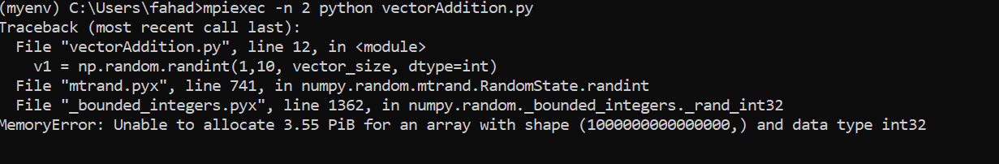 (myenv) C:\Users\fahad>mpiexec -n 2 python vectorAddition.py
Traceback (most recent call last):
  File "vectorAddition.py", line 12, in <module>
    v1 = np.random.randint(1,10, vector_size, dtype=int)
  File "mtrand.pyx", line 741, in numpy.random.mtrand.RandomState.randint
  File "_bounded_integers.pyx", line 1362, in numpy.random._bounded_integers._rand_int32
MemoryError: Unable to allocate 3.55 PiB for an array with shape (1000000000000000,) and data type int32